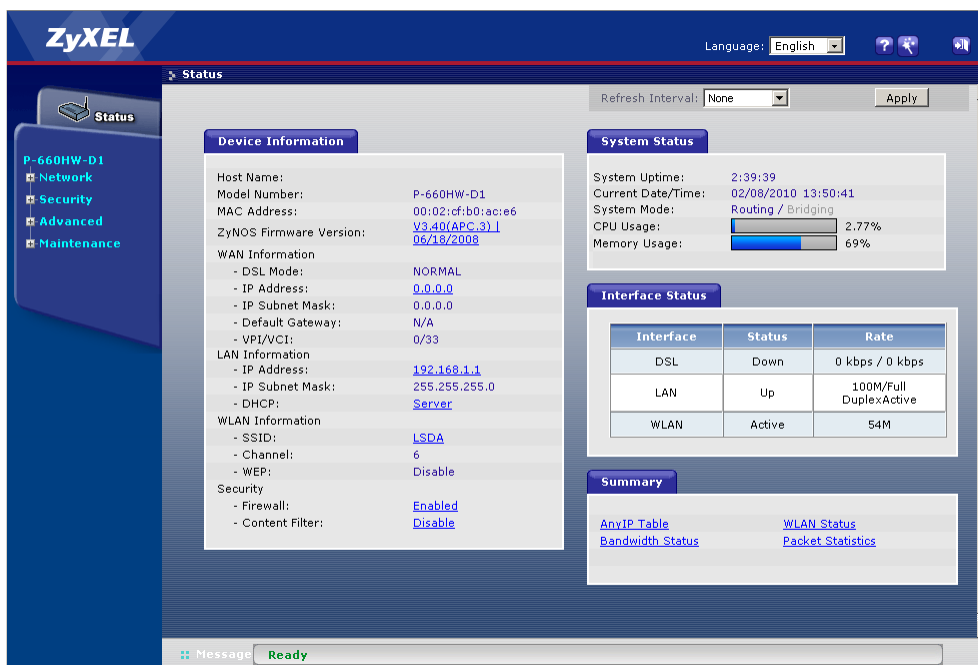 ZyXEL
Language: English
Status
Status
Refresh Interval: None Apply
P-660HW-D1
Network
Security
Advanced
Maintenance
Device Information
Host Name:
Model Number: P-660HW-D1
MAC Address: 00:02:cf:b0:ac:e6
ZyNOS Firmware Version: V3.40(APC.3) |
06/18/2008
WAN Information
- DSL Mode: NORMAL
- IP Address: 0.0.0.0
- IP Subnet Mask: 0.0.0.0
- Default Gateway: N/A
- VPI/VCI: 0/33
LAN Information
- IP Address: 192.168.1.1
- IP Subnet Mask: 255.255.255.0
- DHCP: Server
WLAN Information
- SSID: LSDA
- Channel: 6
- WEP: Disable
Security
- Firewall: Enabled
- Content Filter: Disable
System Status
System Uptime: 2:39:39
Current Date/Time: 02/08/2010 13:50:41
System Mode: Routing / Bridging
CPU Usage: 2.77%
Memory Usage: 69%
Interface Status
Interface Status Rate
DSL Down 0 kbps / 0 kbps
LAN Up 100M/Full
DuplexActive
WLAN Active 54M
Summary
AnyIP Table WLAN Status
Bandwidth Status Packet Statistics
Message Ready